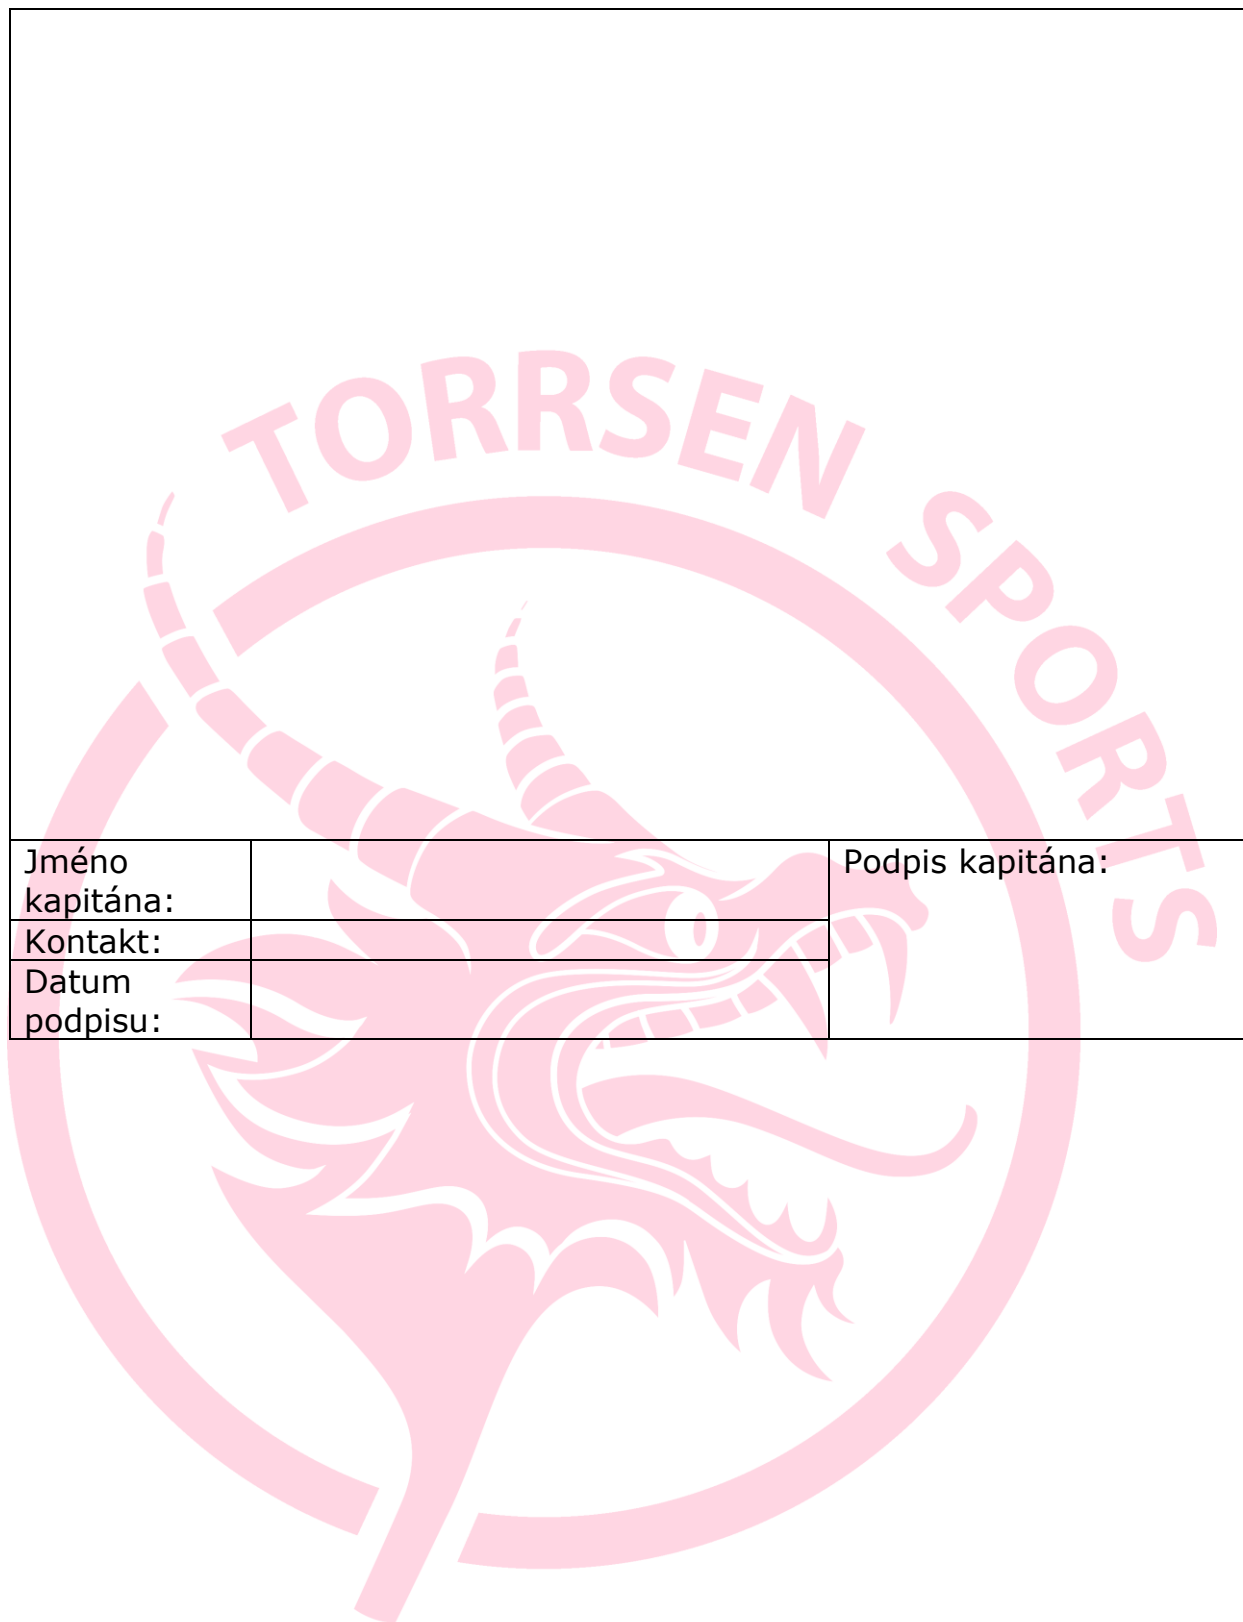 TORRSEN SPORTS
Jméno
kapitána:
Podpis kapitána:
Kontakt:
Datum
podpisu: